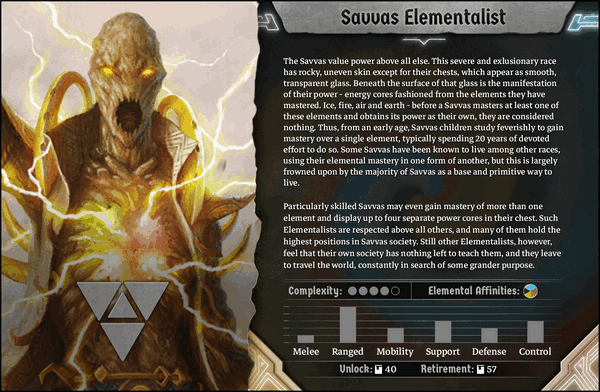 Savvas Elementalist
The Savvas value power above all else. This severe and exlusionary race
has rocky, uneven skin except for their chests, which appear as smooth,
transparent glass. Beneath the surface of that glass is the manifestation
of their power - energy cores fashioned from the elements they have
mastered. Ice, fire, air and earth - before a Savvas masters at least one of
these elements and obtains its power as their own, they are considered
nothing. Thus, from an early age, Savvas children study feverishly to gain
mastery over a single element, typically spending 20 years of devoted
effort to do so. Some Savvas have been known to live among other races,
using their elemental mastery in one form of another, but this is largely
frowned upon by the majority of Savvas as a base and primitive way to
live.
Particularly skilled Savvas may even gain mastery of more than one
element and display up to four separate power cores in their chest. Such
Elementalists are respected above all others, and many of them hold the
highest positions in Savvas society. Still other Elementalists, however,
feel that their own society has nothing left to teach them, and they leave
to travel the world, constantly in search of some grander purpose.
Complexity: Elemental Affinities:
Melee Ranged Mobility Support Defense Control
Unlock: 40 Retirement: 57